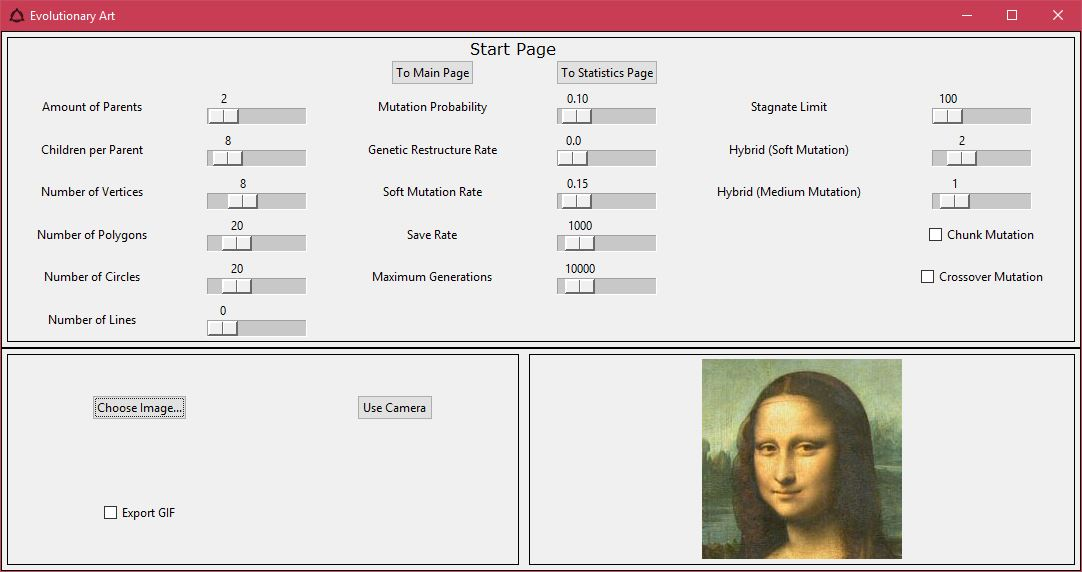 Evolutionary Art
Start Page
To Main Page To Statistics Page
2 0.10 100
Amount of Parents Mutation Probability Stagnate Limit
8 0.0 2
Children per Parent Genetic Restructure Rate Hybrid (Soft Mutation)
8 0.15 1
Number of Vertices Soft Mutation Rate Hybrid (Medium Mutation)
20 1000
Number of Polygons Save Rate Chunk Mutation
20 10000
Number of Circles Maximum Generations Crossover Mutation
0
Number of Lines
Choose Image... Use Camera
Export GIF